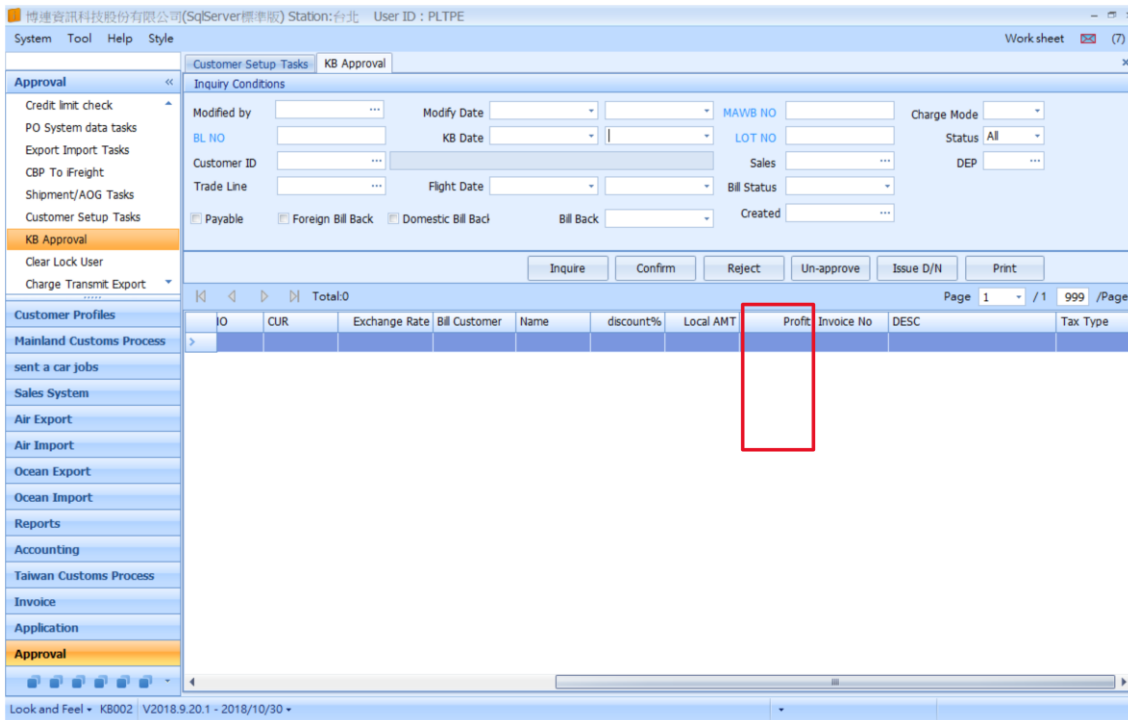 博連資訊科技股份有限公司(SqlServer標準版) Station:台北 User ID : PLTPE
System Tool Help Style
Work sheet (7)
Customer Setup Tasks KB Approval
Approval
Inquiry Conditions
Credit limit check
PO System data tasks
Export Import Tasks
CBP To iFreight
Shipment/AOG Tasks
Customer Setup Tasks
KB Approval
Clear Lock User
Charge Transmit Export
Modified by Modify Date MAWB NO Charge Mode
BL NO KB Date LOT NO Status All
Customer ID Sales DEP
Trade Line Flight Date Bill Status
Payable Foreign Bill Back Domestic Bill Back Bill Back Created
Inquire Confirm Reject Un-approve Issue D/N Print
Total:0
Page 1 / 1 999 /Page
IO CUR Exchange Rate Bill Customer Name discount% Local AMT Profit Invoice No DESC Tax Type
Customer Profiles
Mainland Customs Process
sent a car jobs
Sales System
Air Export
Air Import
Ocean Export
Ocean Import
Reports
Accounting
Taiwan Customs Process
Invoice
Application
Approval
Look and Feel KB002 V2018.9.20.1 - 2018/10/30